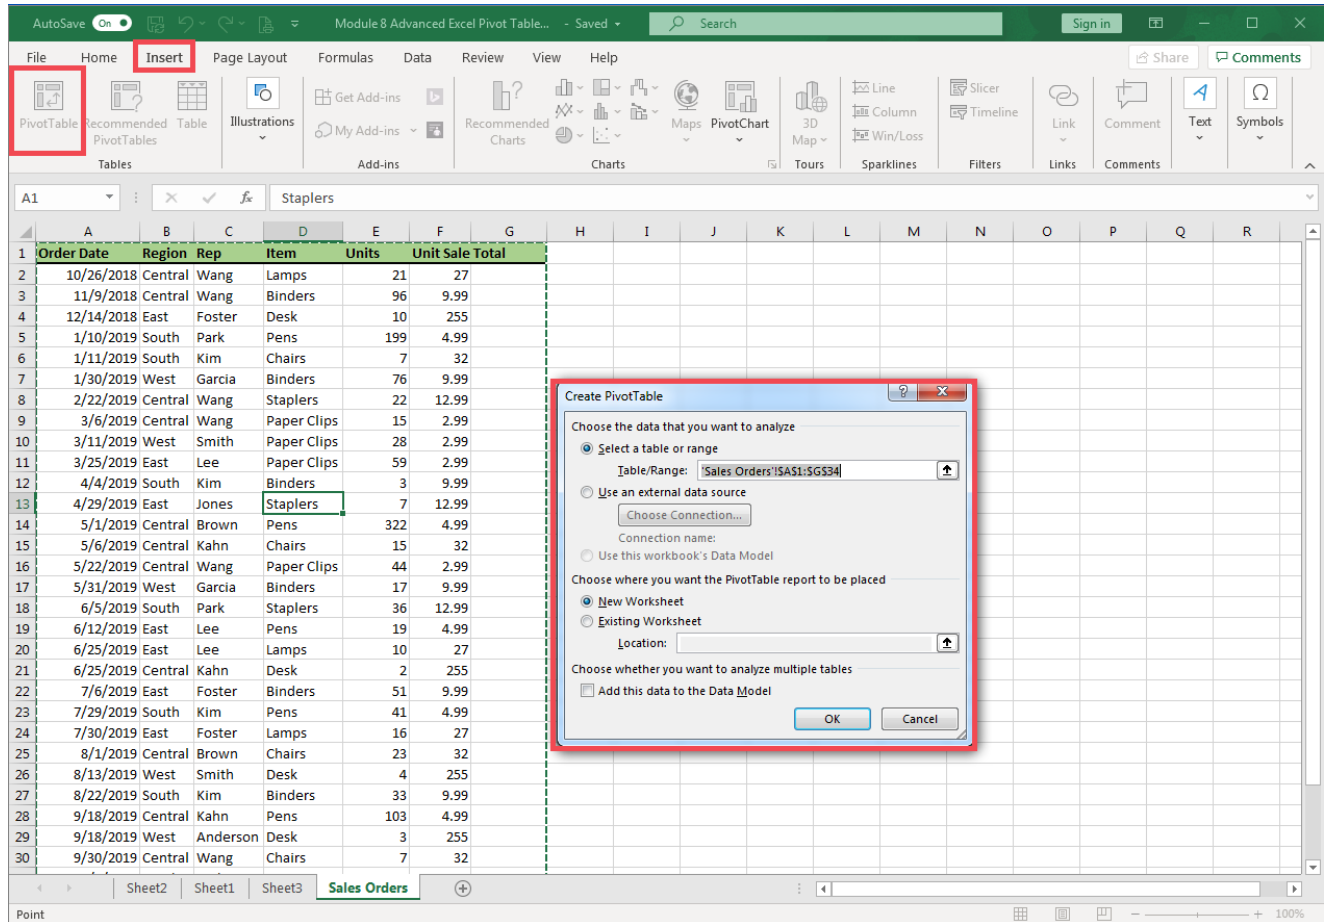 AutoSave On Module 8 Advanced Excel Pivot Table... - Saved Search Sign in
File Home Insert Page Layout Formulas Data Review View Help Share Comments
PivotTable Recommended PivotTables Table Illustrations Get Add-ins My Add-ins Recommended Charts Maps PivotChart 3D Map Line Column Win/Loss Slicer Timeline Link Comment Text Symbols
Tables Add-ins Charts Tours Sparklines Filters Links Comments
A1 fx Staplers
A B C D E F G H I J K L M N O P Q R
1 Order Date Region Rep Item Units Unit Sale Total
2 10/26/2018 Central Wang Lamps 21 27
3 11/9/2018 Central Wang Binders 96 9.99
4 12/14/2018 East Foster Desk 10 255
5 1/10/2019 South Park Pens 199 4.99
6 1/11/2019 South Kim Chairs 7 32
7 1/30/2019 West Garcia Binders 76 9.99
8 2/22/2019 Central Wang Staplers 22 12.99
9 3/6/2019 Central Wang Paper Clips 15 2.99
10 3/11/2019 West Smith Paper Clips 28 2.99
11 3/25/2019 East Lee Paper Clips 59 2.99
12 4/4/2019 South Kim Binders 3 9.99
13 4/29/2019 East Jones Staplers 7 12.99
14 5/1/2019 Central Brown Pens 322 4.99
15 5/6/2019 Central Kahn Chairs 15 32
16 5/22/2019 Central Wang Paper Clips 44 2.99
17 5/31/2019 West Garcia Binders 17 9.99
18 6/5/2019 South Park Staplers 36 12.99
19 6/12/2019 East Lee Pens 19 4.99
20 6/25/2019 East Lee Lamps 10 27
21 6/25/2019 Central Kahn Desk 2 255
22 7/6/2019 East Foster Binders 51 9.99
23 7/29/2019 South Kim Pens 41 4.99
24 7/30/2019 East Foster Lamps 16 27
25 8/1/2019 Central Brown Chairs 23 32
26 8/13/2019 West Smith Desk 4 255
27 8/22/2019 South Kim Binders 33 9.99
28 9/18/2019 Central Kahn Pens 103 4.99
29 9/18/2019 West Anderson Desk 3 255
30 9/30/2019 Central Wang Chairs 7 32
Create PivotTable
Choose the data that you want to analyze
Select a table or range
Table/Range: 'Sales Orders'!$A$1:$G$34
Use an external data source
Choose Connection...
Connection name:
Use this workbook's Data Model
Choose where you want the PivotTable report to be placed
New Worksheet
Existing Worksheet
Location:
Choose whether you want to analyze multiple tables
Add this data to the Data Model
OK Cancel
Sheet2 Sheet1 Sheet3 Sales Orders
Point 100%